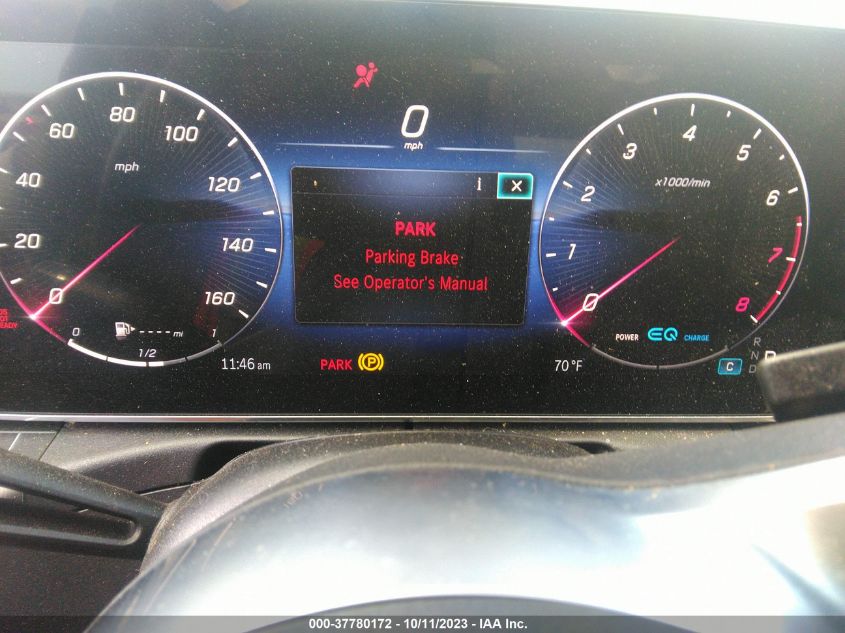 0
mph
20
40
60
80
100
120
140
160
0
mph
i
PARK
Parking Brake
See Operator's Manual
0
1
2
3
4
5
6
7
8
x1000/min
0
1/2
1
---- mi
POWER EQ CHARGE
11:46 am
PARK P
70 °F
C
R
N
D
P
000-37780172 - 10/11/2023 - IAA Inc.